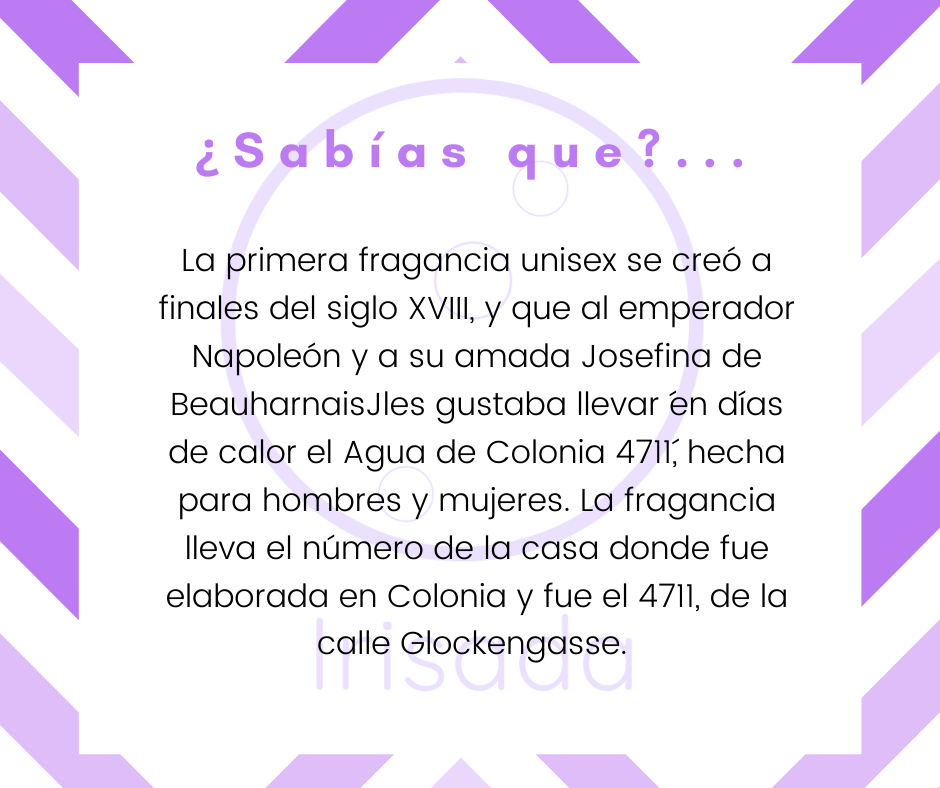 ¿Sabías que?...
La primera fragancia unisex se creó a
finales del siglo XVIII, y que al emperador
Napoleón y a su amada Josefina de
BeauharnaisJles gustaba llevar ´en días
de calor el Agua de Colonia 4711´, hecha
para hombres y mujeres. La fragancia
lleva el número de la casa donde fue
elaborada en Colonia y fue el 4711, de la
calle Glockengasse.
Irisada